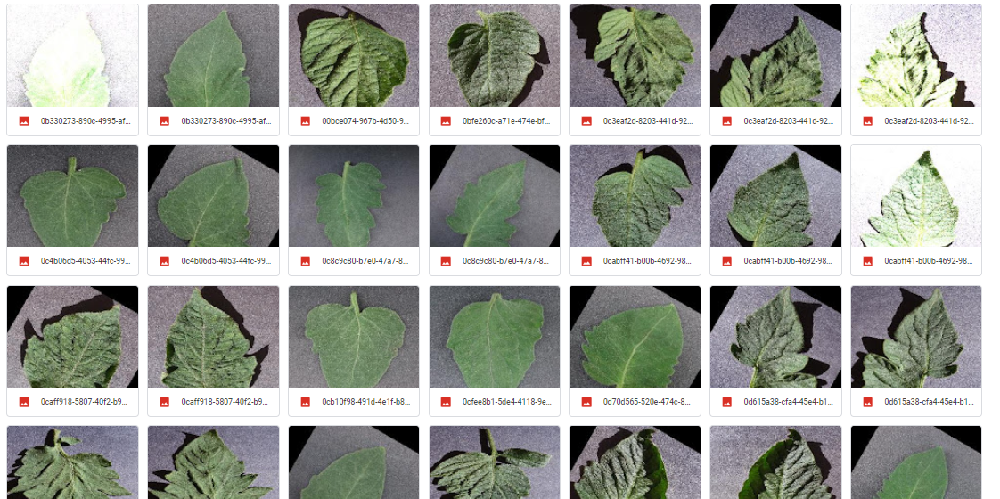 0b330273-890c-4995-af...
0b330273-890c-4995-af...
00bce074-967b-4d50-9...
0bfe260c-a71e-474e-bf...
0c3eaf2d-8203-441d-92...
0c3eaf2d-8203-441d-92...
0c3eaf2d-8203-441d-92...
0c4b06d5-4053-44fc-99...
0c4b06d5-4053-44fc-99...
0c8c9c80-b7e0-47a7-8...
0c8c9c80-b7e0-47a7-8...
0cabff41-b00b-4692-98...
0cabff41-b00b-4692-98...
0cabff41-b00b-4692-98...
0caff918-5807-40f2-b9...
0caff918-5807-40f2-b9...
0cb10f98-491d-4e1f-b8...
0cfee8b1-5de4-4118-9e...
0d70d565-520e-474c-8...
0d615a38-cfa4-45e4-b1...
0d615a38-cfa4-45e4-b1...